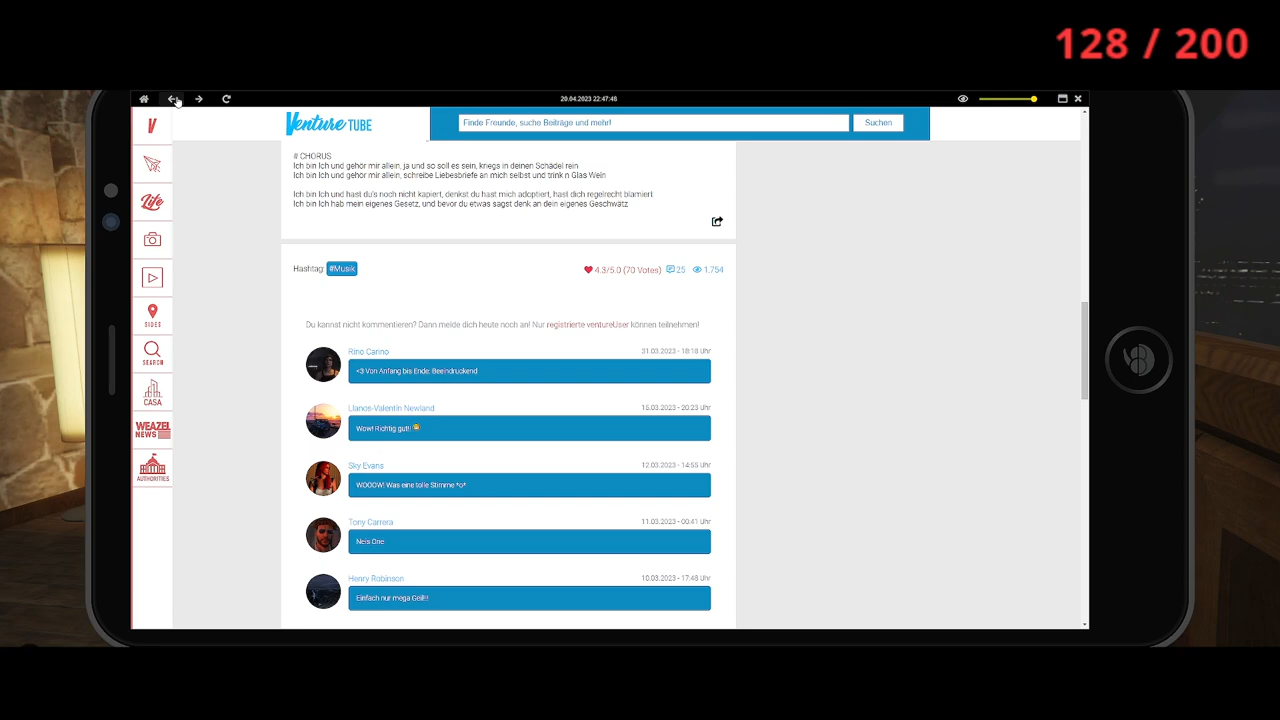 128 / 200
20.04.2023 22:47:48
Venture TUBE
Finde Freunde, suche Beiträge und mehr!
Suchen
V
Life
SIDES
SEARCH
CASA
WEAZEL
NEWS
AUTHORITIES
# CHORUS
Ich bin Ich und gehör mir allein, ja und so soll es sein, kriegs in deinen Schädel rein
Ich bin Ich und gehör mir allein, schreibe Liebesbriefe an mich selbst und trink n Glas Wein
Ich bin Ich und hast du's noch nicht kapiert, denkst du hast mich adoptiert, hast dich regelrecht blamiert
Ich bin Ich hab mein eigenes Gesetz, und bevor du etwas sagst denk an dein eigenes Geschwätz
Hashtag: #Musik
4.3/5.0 (70 Votes) 25 1.754
Du kannst nicht kommentieren? Dann melde dich heute noch an! Nur registrierte ventureUser können teilnehmen!
Rino Carino 31.03.2023 - 18:18 Uhr
<3 Von Anfang bis Ende; Beeindruckend
Llanos-Valentin Newland 15.03.2023 - 20:23 Uhr
Wow! Richtig gut!!
Sky Evans 12.03.2023 - 14:55 Uhr
WOOOW! Was eine tolle Stimme *o*
Tony Carrera 11.03.2023 - 00:41 Uhr
Neis One
Henry Robinson 10.03.2023 - 17:48 Uhr
Einfach nur mega Geil!!!